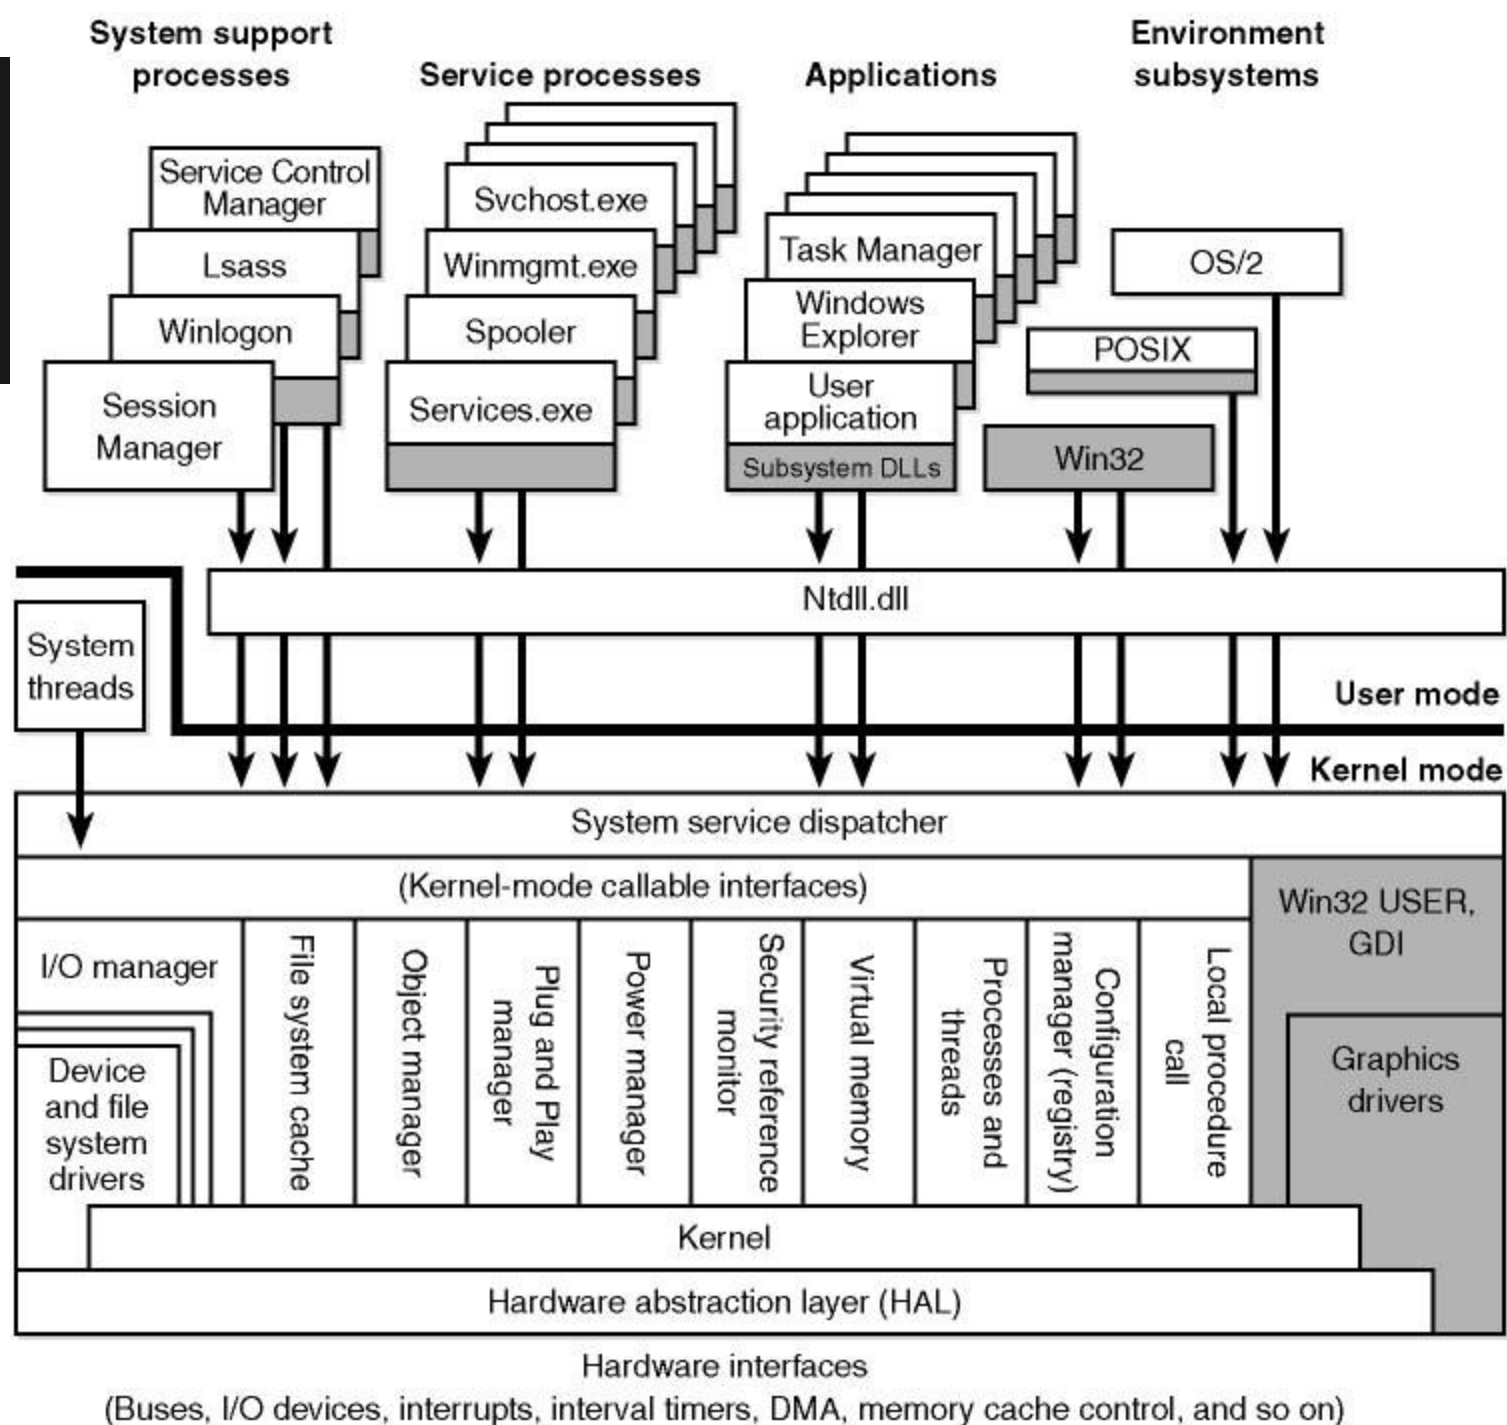 System support
processes
Service processes
Applications
Environment
subsystems
Service Control
Manager
Lsass
Winlogon
Session
Manager
Svchost.exe
Winmgmt.exe
Spooler
Services.exe
Task Manager
Windows
Explorer
User
application
Subsystem DLLs
OS/2
POSIX
Win32
Ntdll.dll
System
threads
User mode
Kernel mode
System service dispatcher
(Kernel-mode callable interfaces)
Win32 USER,
GDI
I/O manager
Device
and file
system
drivers
File system cache
Object manager
Plug and Play
manager
Power manager
Security reference
monitor
Virtual memory
Processes and
threads
Configuration
manager (registry)
Local procedure
call
Graphics
drivers
Kernel
Hardware abstraction layer (HAL)
Hardware interfaces
(Buses, I/O devices, interrupts, interval timers, DMA, memory cache control, and so on)